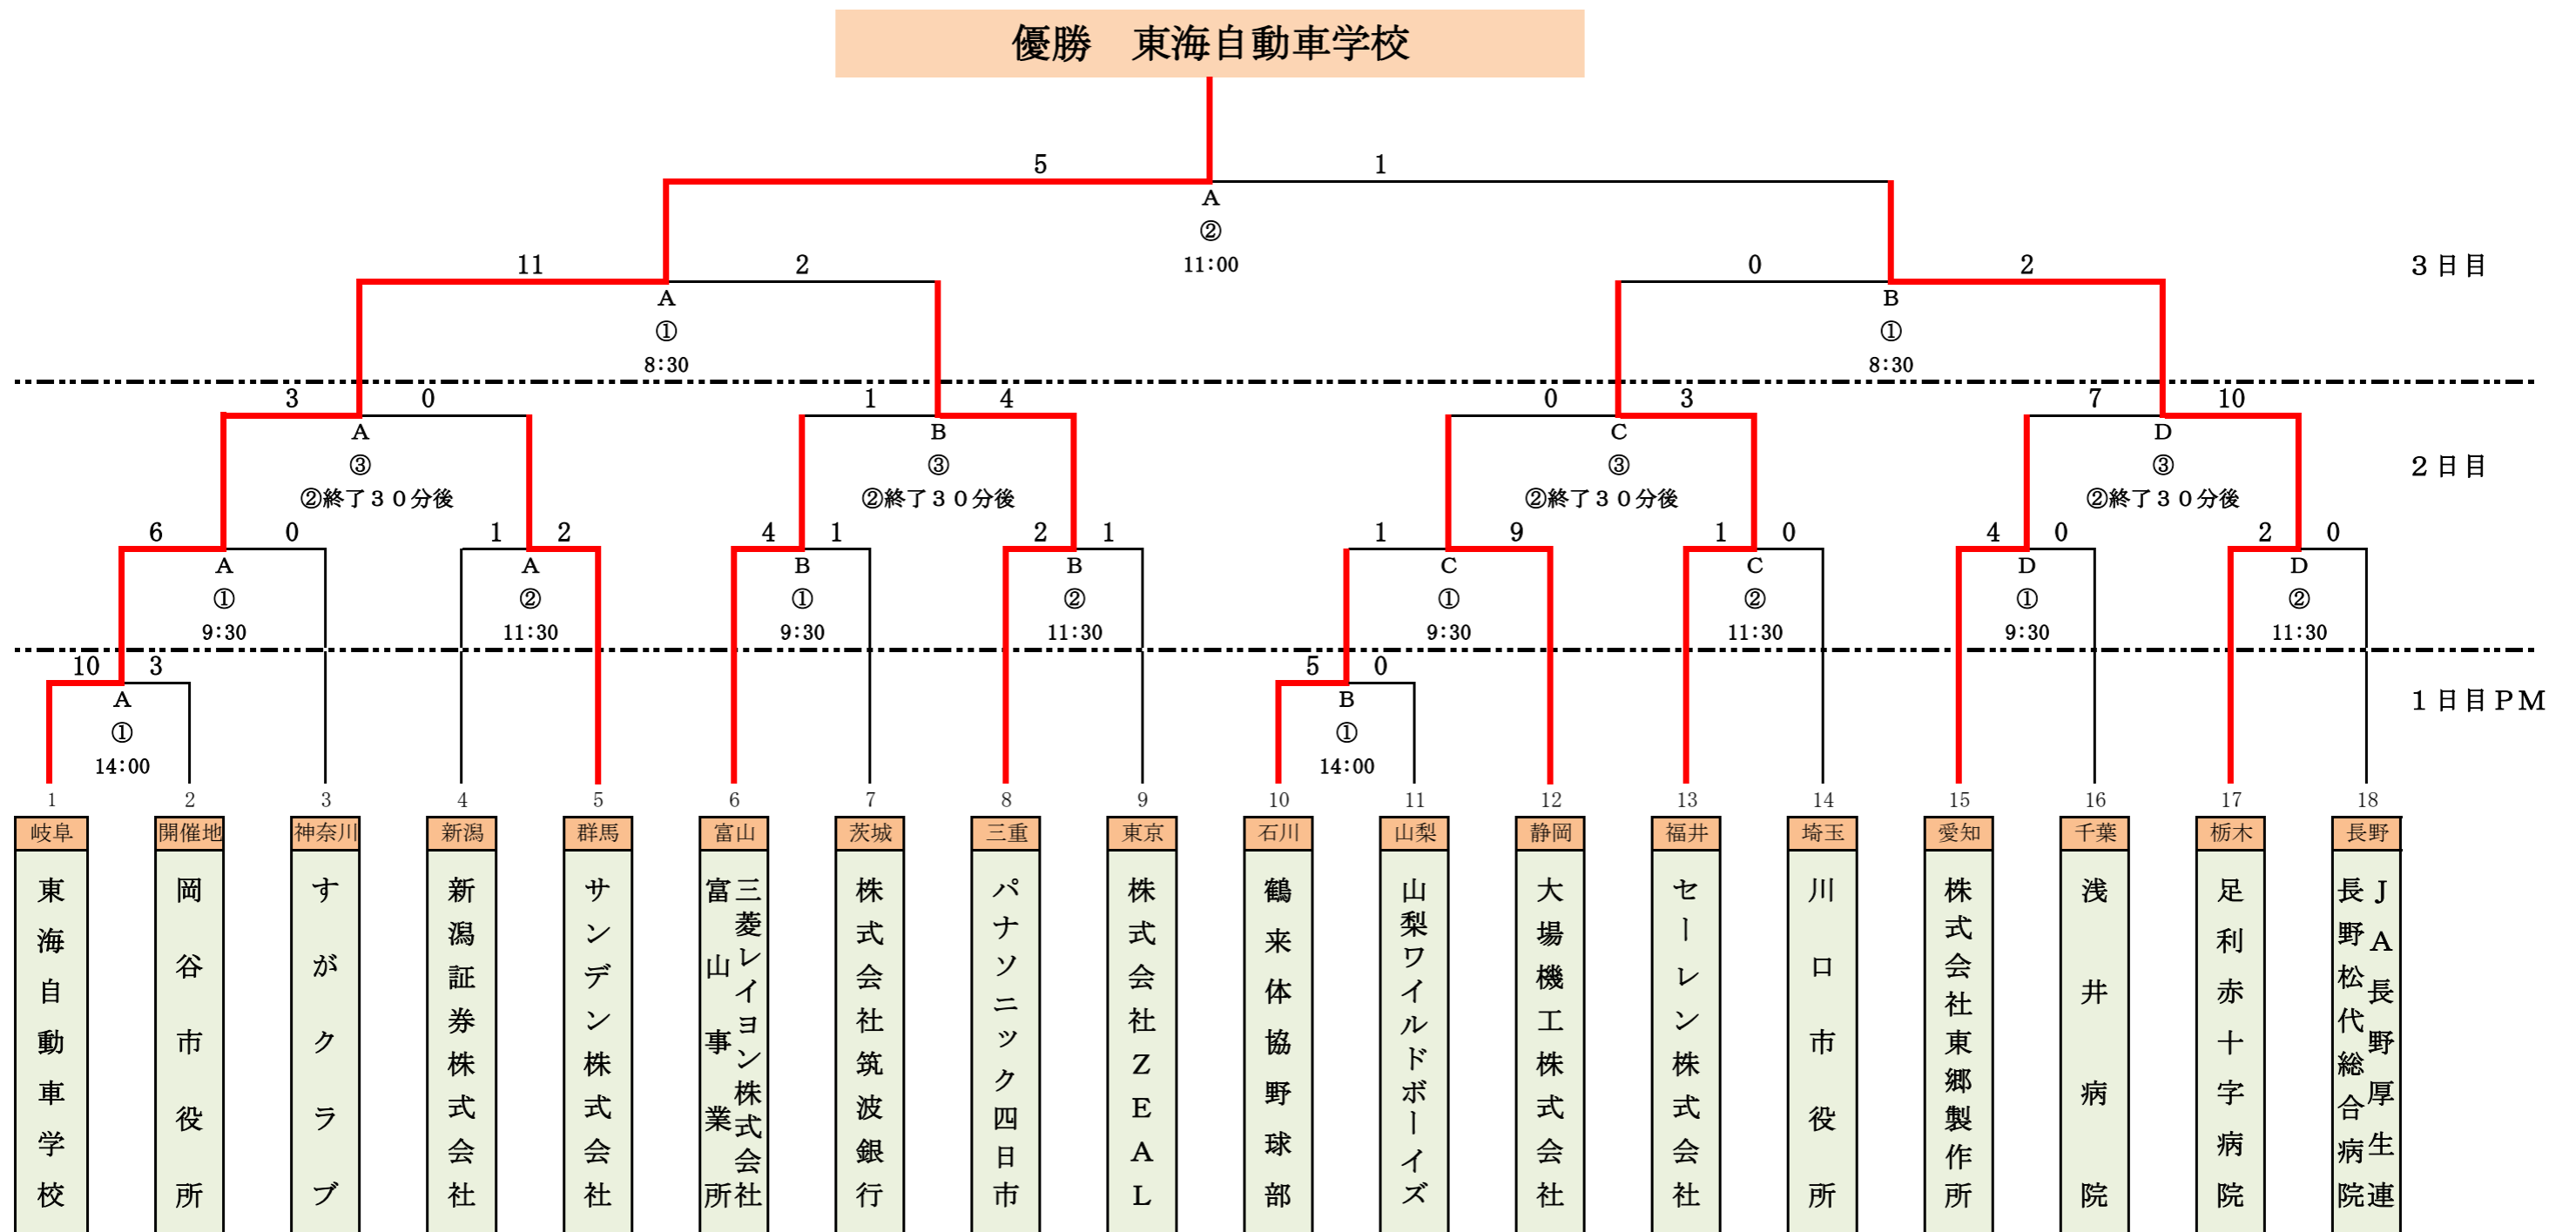 優勝　東海自動車学校
5 1
A
②
11:00
11 2 0 2 3日目
A B
① ①
8:30 8:30
3 0 1 4 0 3 7 10
A B C D
③ ③ ③ ③ 2日目
②終了３０分後 ②終了３０分後 ②終了３０分後 ②終了３０分後
6 0 1 2 4 1 2 1 1 9 1 0 4 0 2 0
A A B B C C D D
① ② ① ② ① ② ① ②
9:30 11:30 9:30 11:30 9:30 11:30 9:30 11:30
10 3 5 0
A B 1日目PM
① ①
14:00 14:00
1 2 3 4 5 6 7 8 9 10 11 12 13 14 15 16 17 18
岐阜 開催地 神奈川 新潟 群馬 富山 茨城 三重 東京 石川 山梨 静岡 福井 埼玉 愛知 千葉 栃木 長野
東海自動車学校
岡谷市役所
すがクラブ
新潟証券株式会社
サンデン株式会社
三菱レイヨン株式会社
富山事業所
株式会社筑波銀行
パナソニック四日市
株式会社ZEAL
鶴来体協野球部
山梨ワイルドボーイズ
大場機工株式会社
セーレン株式会社
川口市役所
株式会社東郷製作所
浅井病院
足利赤十字病院
JA長野厚生連
長野松代総合病院